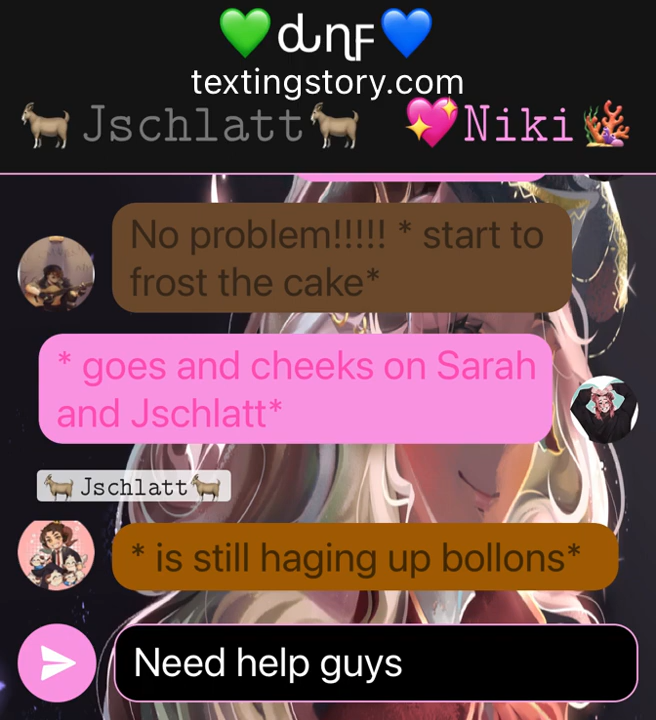 💚ԃɳϝ💙
textingstory.com
🐐Jschlatt🐐 💖Niki🪸
No problem!!!!! * start to
frost the cake*
* goes and cheeks on Sarah
and Jschlatt*
🐐Jschlatt🐐
* is still haging up bollons*
Need help guys